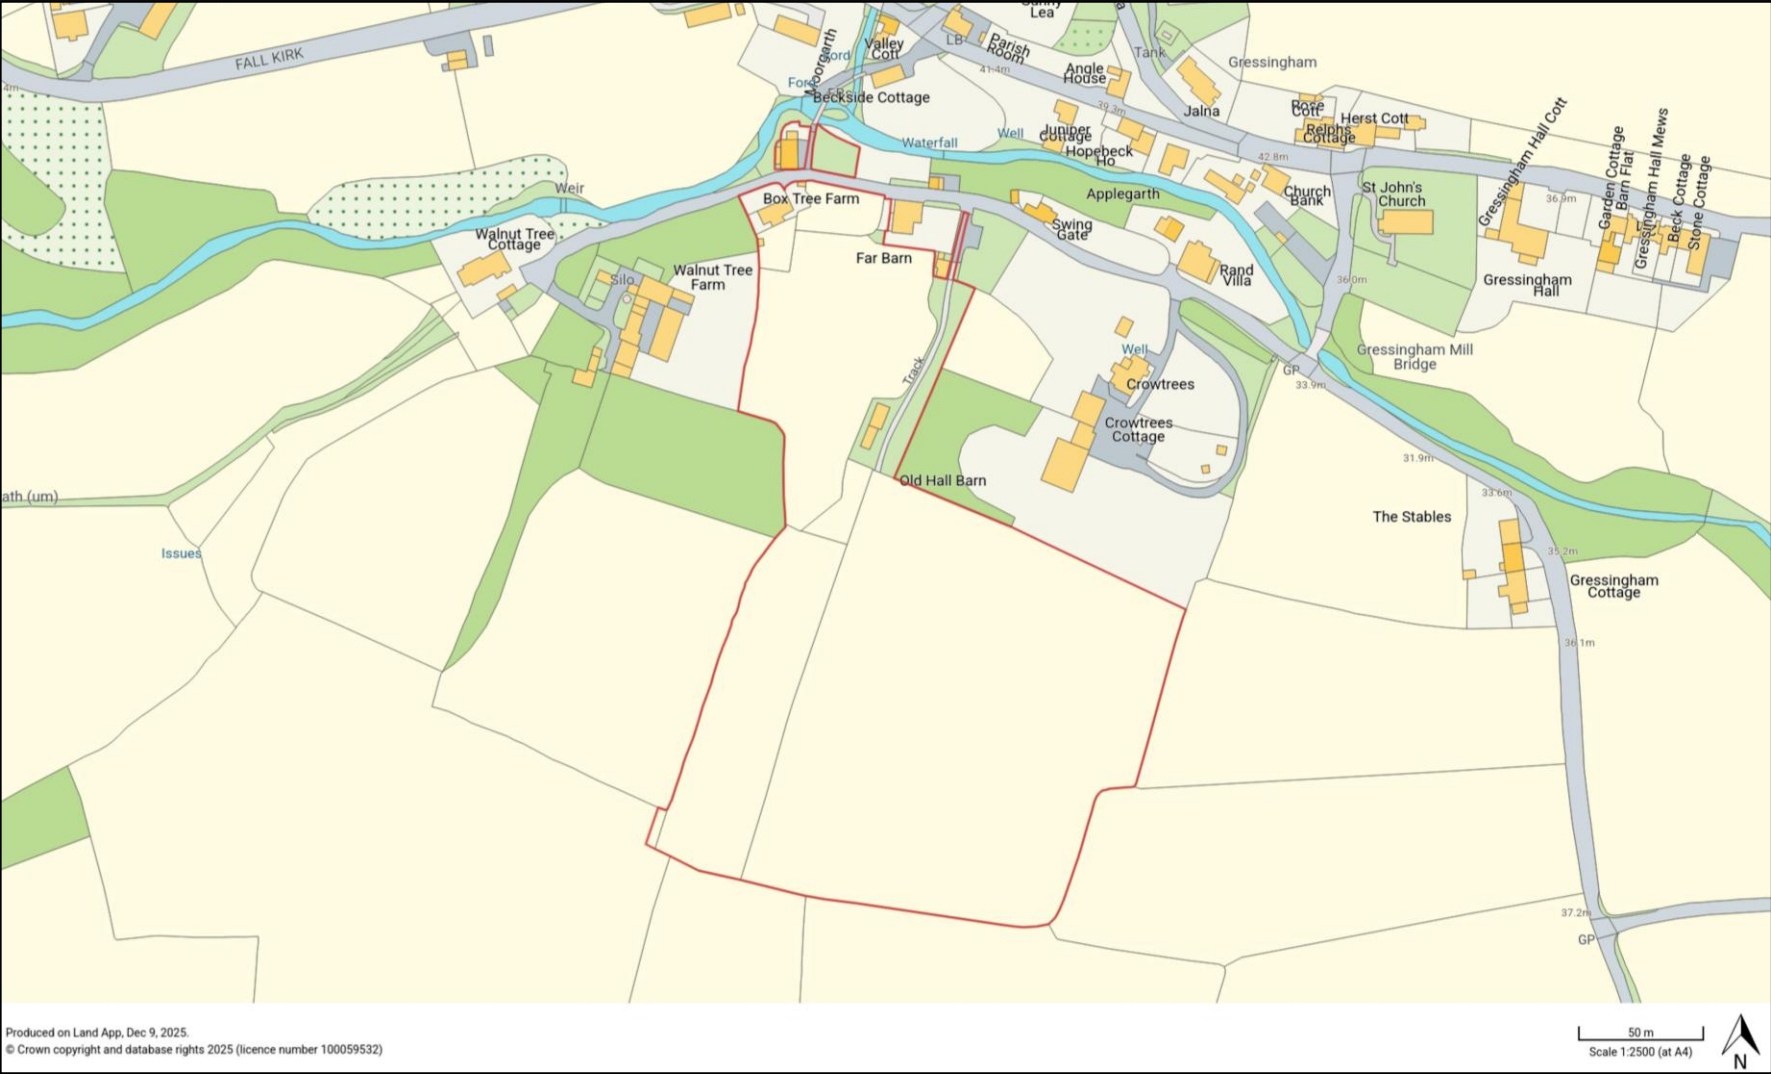 Sunny
Lea
Moorgarth
Ford
Valley
Cott
LB
Parish
Room
Tank
Gressingham
FALL KIRK
4m
41.4m
Angle
House
Ford
FB
Beckside Cottage
39.3m
Jalna
Rose
Cott
Herst Cott
Relphs
Cottage
Waterfall
Well
Juniper
Cottage
Hopebeck
Ho
42.8m
Gressingham Hall Cott
Garden Cottage
Barn Flat
Gressingham Hall Mews
Beck Cottage
Stone Cottage
Weir
Box Tree Farm
Applegarth
Church
Bank
St John's
Church
36.9m
Walnut Tree
Cottage
Swing
Gate
Far Barn
Silo
Walnut Tree
Farm
Rand
Villa
36.0m
Gressingham
Hall
Track
Well
Crowtrees
Gressingham Mill
Bridge
GP
33.9m
Crowtrees
Cottage
31.9m
Old Hall Barn
ath (um)
33.6m
The Stables
Issues
35.2m
Gressingham
Cottage
36.1m
37.2m
GP
Produced on Land App, Dec 9, 2025.
© Crown copyright and database rights 2025 (licence number 100059532)
50 m
Scale 1:2500 (at A4)
N